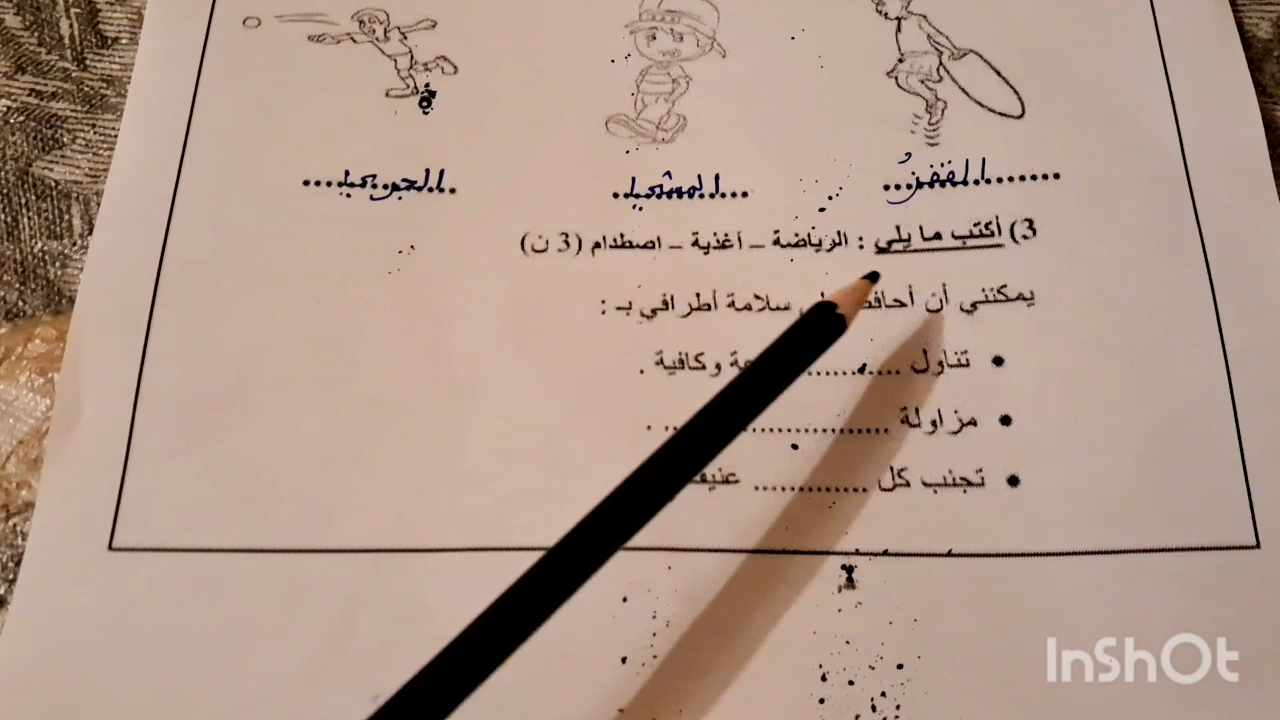 القفزُ المشي الجري
3) أكتب ما يلي : الرياضة – أغذية – اصطدام (3 ن)
يمكنني أن أحافظ سلامة أطرافي بـ :
• تناول ............ وكافية .
• مزاولة ........................ .
• تجنب كل ............. عنيف
InShOt